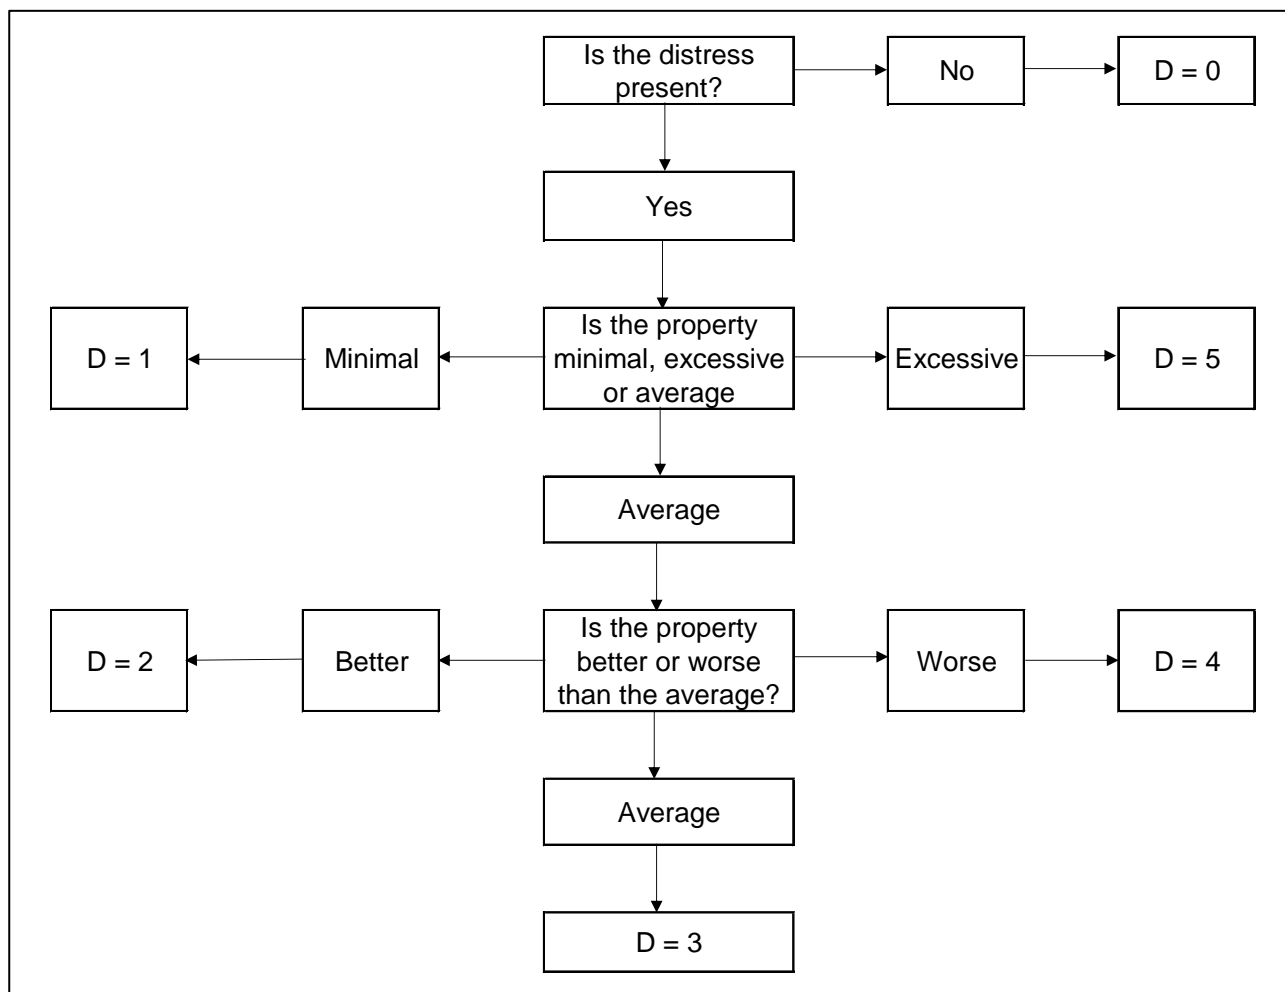 Is the distress
present?
No
D = 0
Yes
D = 1
Minimal
Is the property
minimal, excessive
or average
Excessive
D = 5
Average
D = 2
Better
Is the property
better or worse
than the average?
Worse
D = 4
Average
D = 3